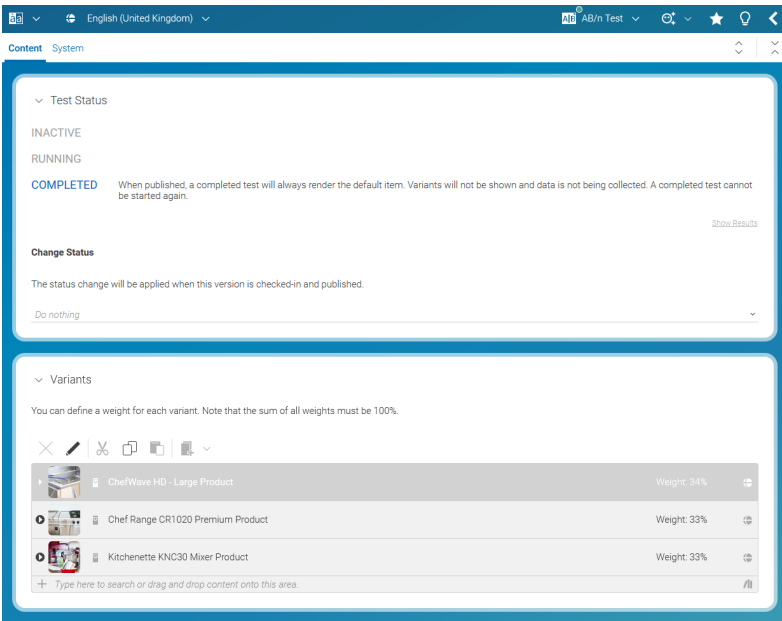 English (United Kingdom)
A|B AB/n Test
Content System
Test Status
INACTIVE
RUNNING
COMPLETED When published, a completed test will always render the default item. Variants will not be shown and data is not being collected. A completed test cannot
be started again.
Show Results
Change Status
The status change will be applied when this version is checked-in and published.
Do nothing
Variants
You can define a weight for each variant. Note that the sum of all weights must be 100%.
ChefWave HD - Large Product Weight: 34%
Chef Range CR1020 Premium Product Weight: 33%
Kitchenette KNC30 Mixer Product Weight: 33%
Type here to search or drag and drop content onto this area.